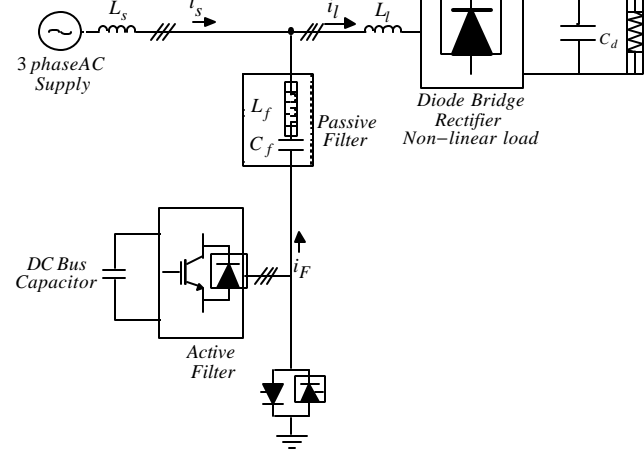 L_s
i_s
i_l
L_l
C_d
3 phaseAC
Supply
L_f
C_f
Passive
Filter
Diode Bridge
Rectifier
Non-linear load
i_F
DC Bus
Capacitor
Active
Filter